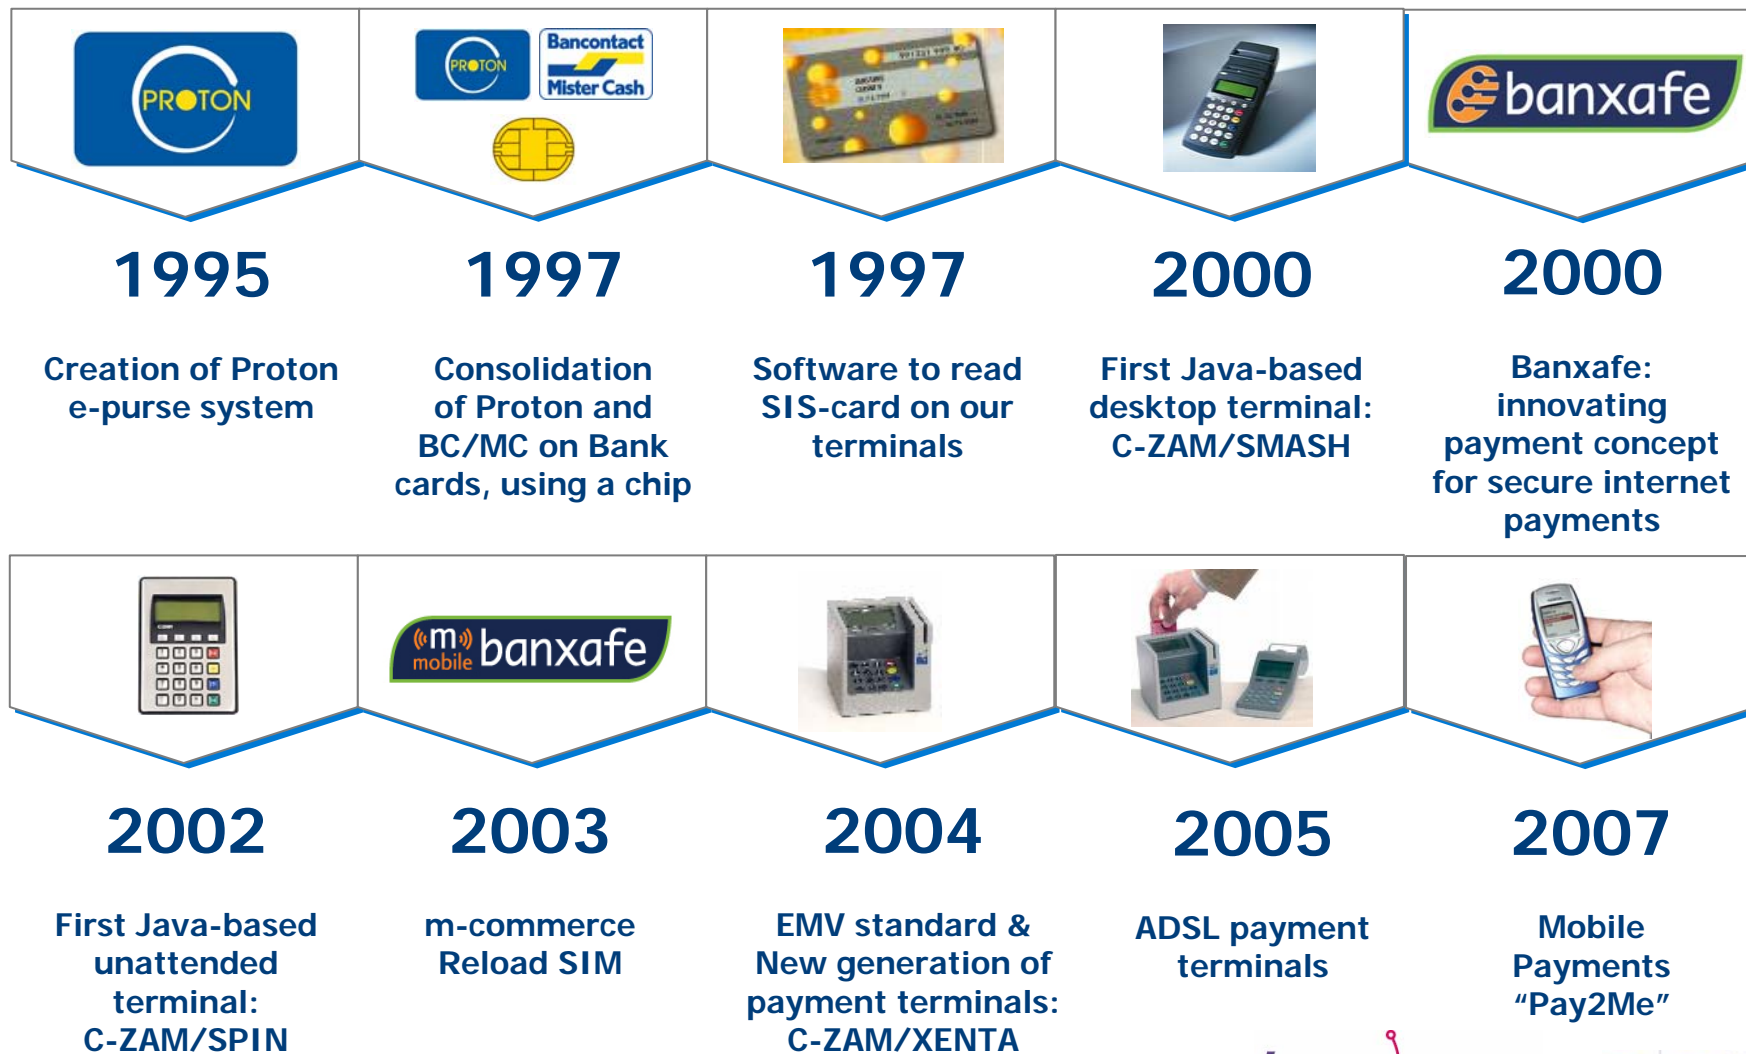 PROTON
PROTON
Bancontact
Mister Cash
banxafe
1995
1997
1997
2000
2000
Creation of Proton
e-purse system
Consolidation
of Proton and
BC/MC on Bank
cards, using a chip
Software to read
SIS-card on our
terminals
First Java-based
desktop terminal:
C-ZAM/SMASH
Banxafe:
innovating
payment concept
for secure internet
payments
((m))
mobile banxafe
2002
2003
2004
2005
2007
First Java-based
unattended
terminal:
C-ZAM/SPIN
m-commerce
Reload SIM
EMV standard &
New generation of
payment terminals:
C-ZAM/XENTA
ADSL payment
terminals
Mobile
Payments
“Pay2Me”